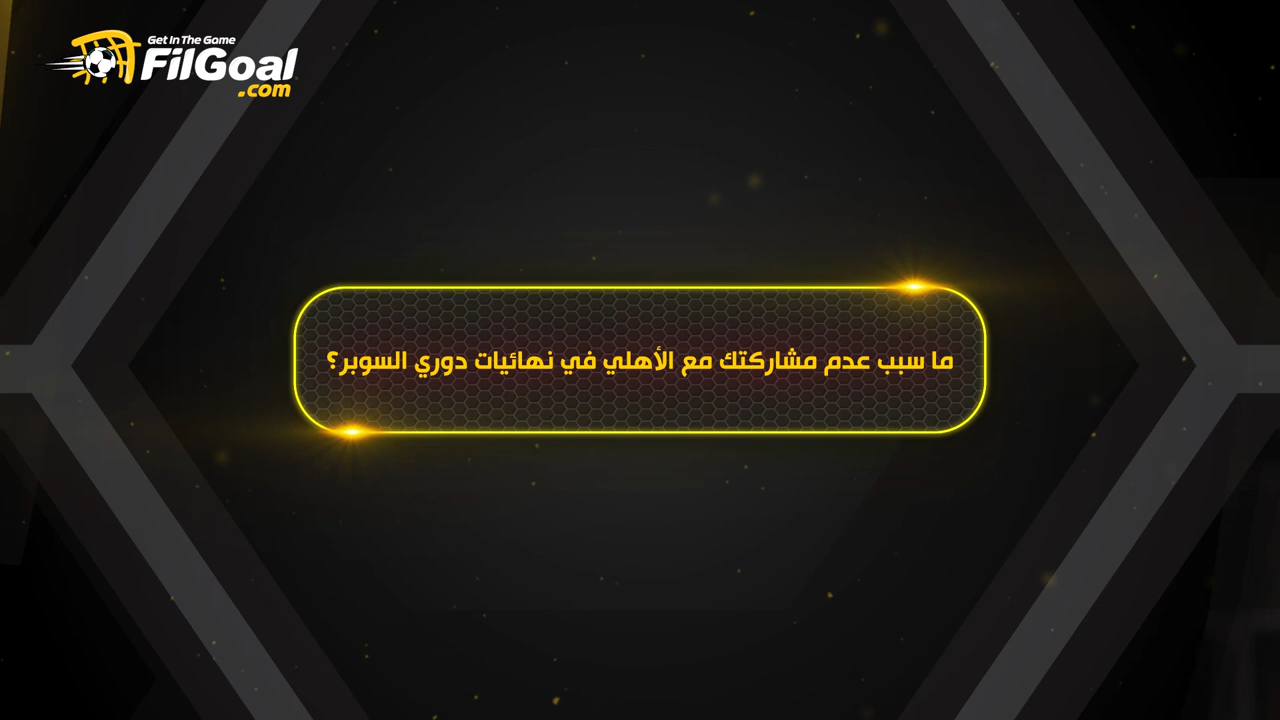 Get In The Game
FilGoal
.com
ما سبب عدم مشاركتك مع الأهلي في نهائيات دوري السوبر؟